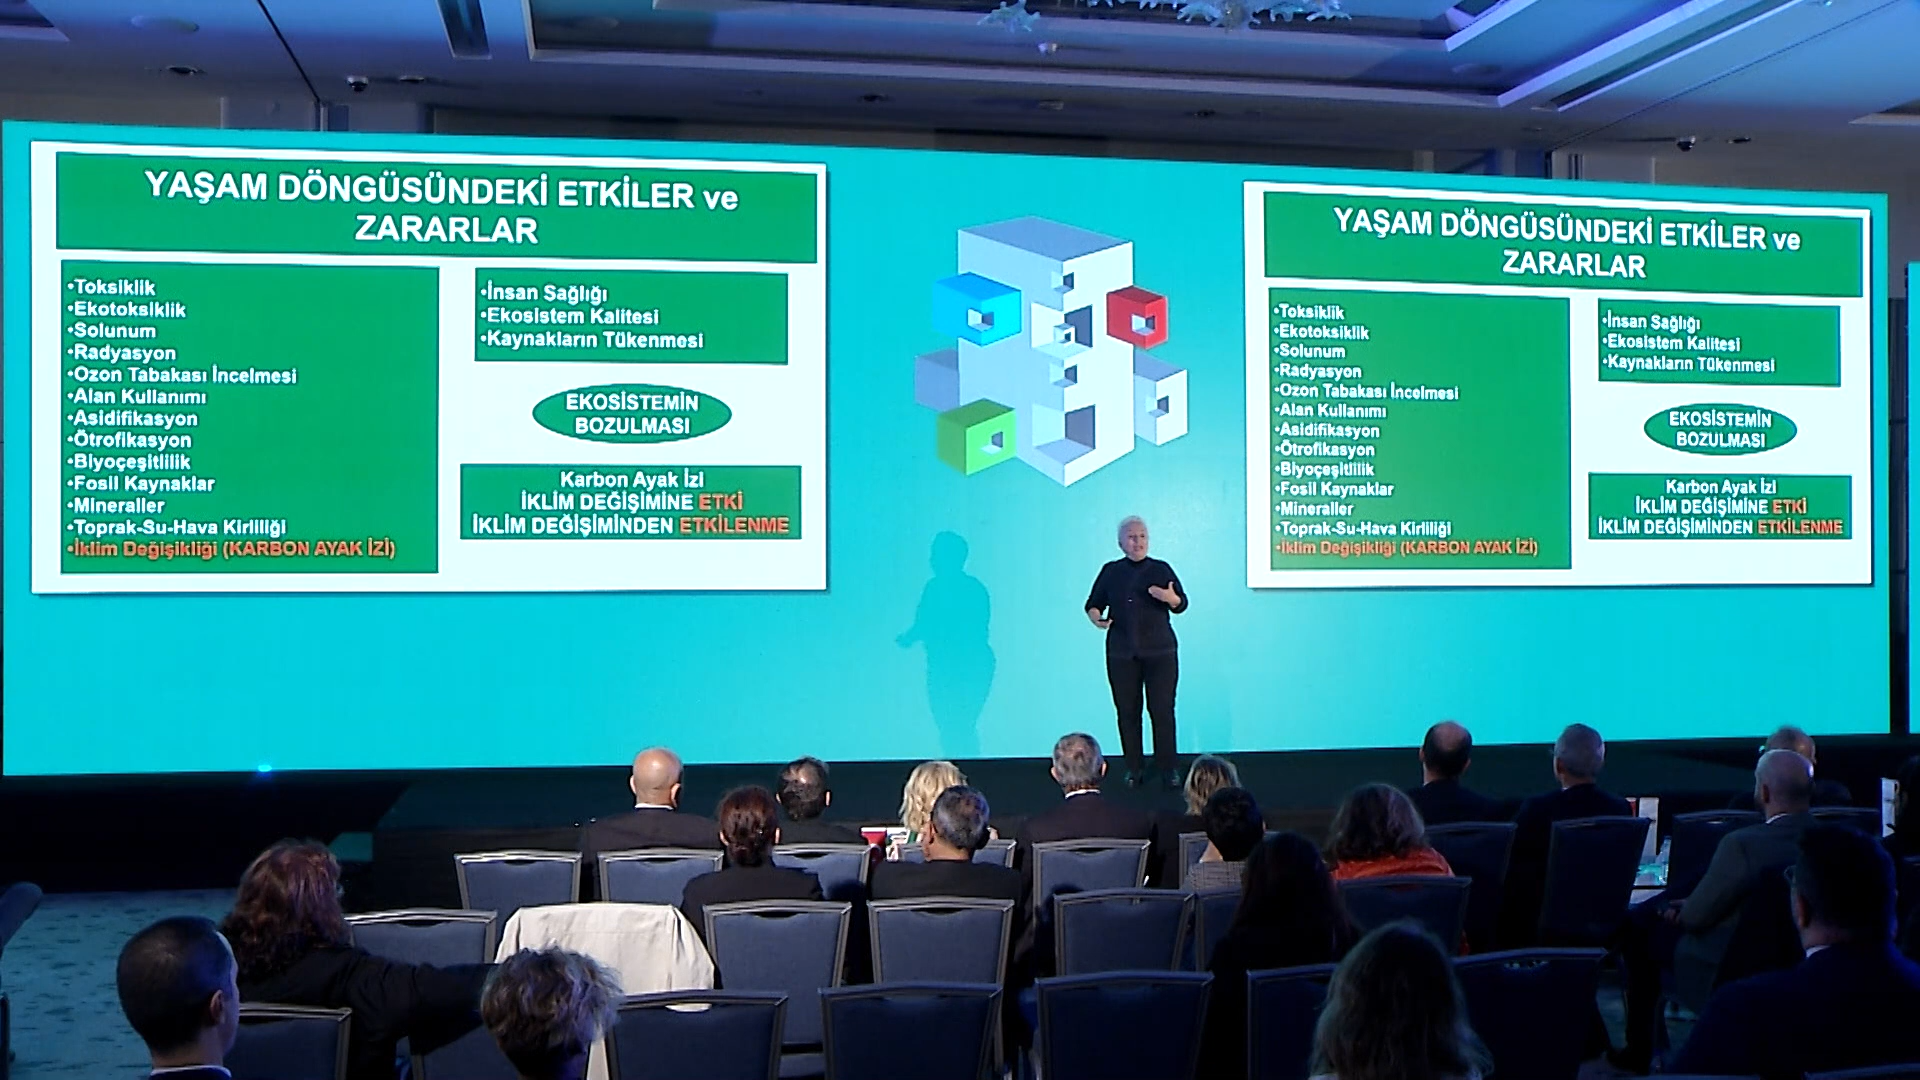 YAŞAM DÖNGÜSÜNDEKİ ETKİLER ve
ZARARLAR
•Toksiklik
•Ekotoksiklik
•Solunum
•Radyasyon
•Ozon Tabakası İncelmesi
•Alan Kullanımı
•Asidifikasyon
•Ötrofikasyon
•Biyoçeşitlilik
•Fosil Kaynaklar
•Mineraller
•Toprak-Su-Hava Kirliliği
•İklim Değişikliği (KARBON AYAK İZİ)
•İnsan Sağlığı
•Ekosistem Kalitesi
•Kaynakların Tükenmesi
EKOSİSTEMİN
BOZULMASI
Karbon Ayak İzi
İKLİM DEĞİŞİMİNE ETKİ
İKLİM DEĞİŞİMİNDEN ETKİLENME
YAŞAM DÖNGÜSÜNDEKİ ETKİLER ve
ZARARLAR
•Toksiklik
•Ekotoksiklik
•Solunum
•Radyasyon
•Ozon Tabakası İncelmesi
•Alan Kullanımı
•Asidifikasyon
•Ötrofikasyon
•Biyoçeşitlilik
•Fosil Kaynaklar
•Mineraller
•Toprak-Su-Hava Kirliliği
•İklim Değişikliği (KARBON AYAK İZİ)
•İnsan Sağlığı
•Ekosistem Kalitesi
•Kaynakların Tükenmesi
EKOSİSTEMİN
BOZULMASI
Karbon Ayak İzi
İKLİM DEĞİŞİMİNE ETKİ
İKLİM DEĞİŞİMİNDEN ETKİLENME